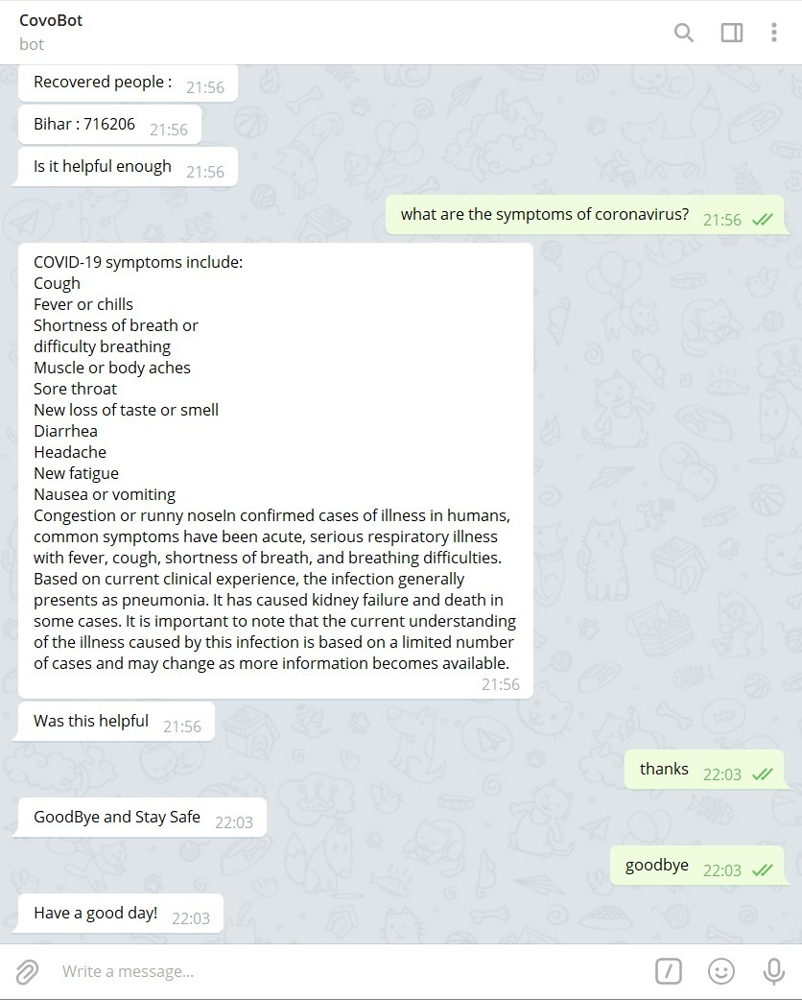 CovoBot
bot
Recovered people :
21:56
Bihar : 716206
21:56
Is it helpful enough
21:56
what are the symptoms of coronavirus?
21:56
COVID-19 symptoms include:
Cough
Fever or chills
Shortness of breath or
difficulty breathing
Muscle or body aches
Sore throat
New loss of taste or smell
Diarrhea
Headache
New fatigue
Nausea or vomiting
Congestion or runny noseIn confirmed cases of illness in humans,
common symptoms have been acute, serious respiratory illness
with fever, cough, shortness of breath, and breathing difficulties.
Based on current clinical experience, the infection generally
presents as pneumonia. It has caused kidney failure and death in
some cases. It is important to note that the current understanding
of the illness caused by this infection is based on a limited number
of cases and may change as more information becomes available.
21:56
Was this helpful
21:56
thanks
22:03
GoodBye and Stay Safe
22:03
goodbye
22:03
Have a good day!
22:03
Write a message...